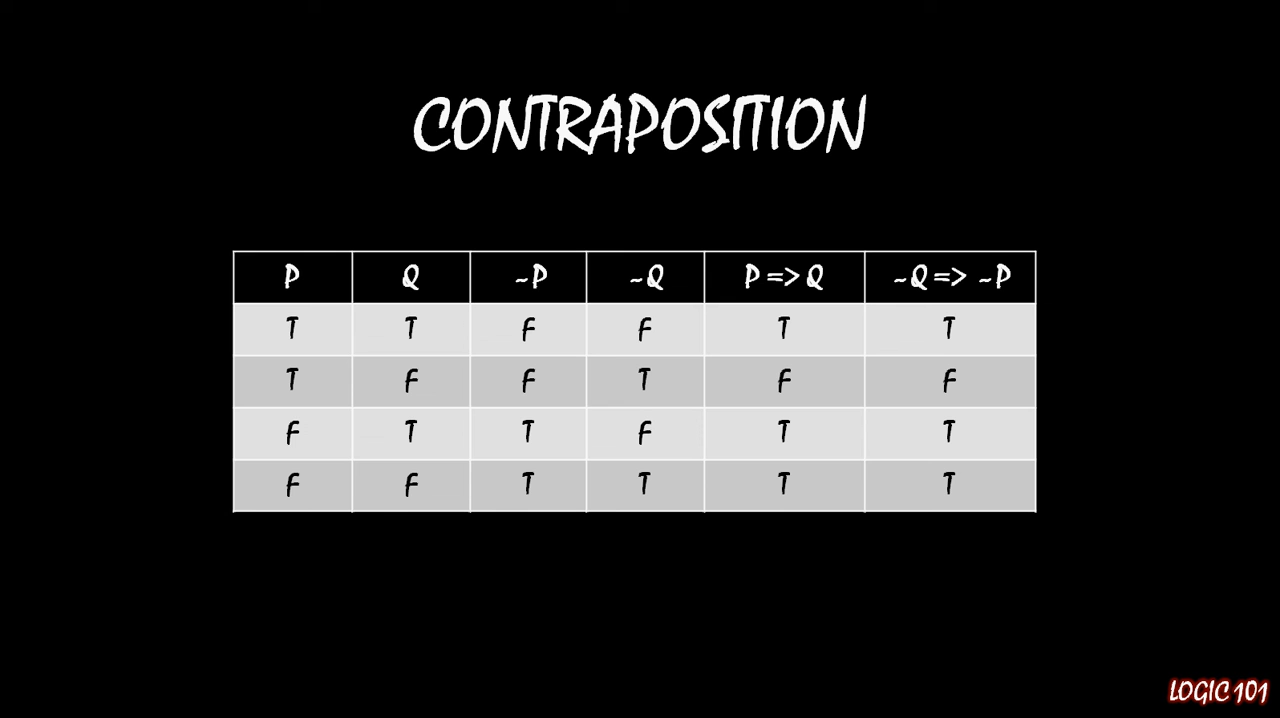 CONTRAPOSITION
P Q ~P ~Q P => Q ~Q => ~P
T T F F T T
T F F T F F
F T T F T T
F F T T T T
LOGIC 101